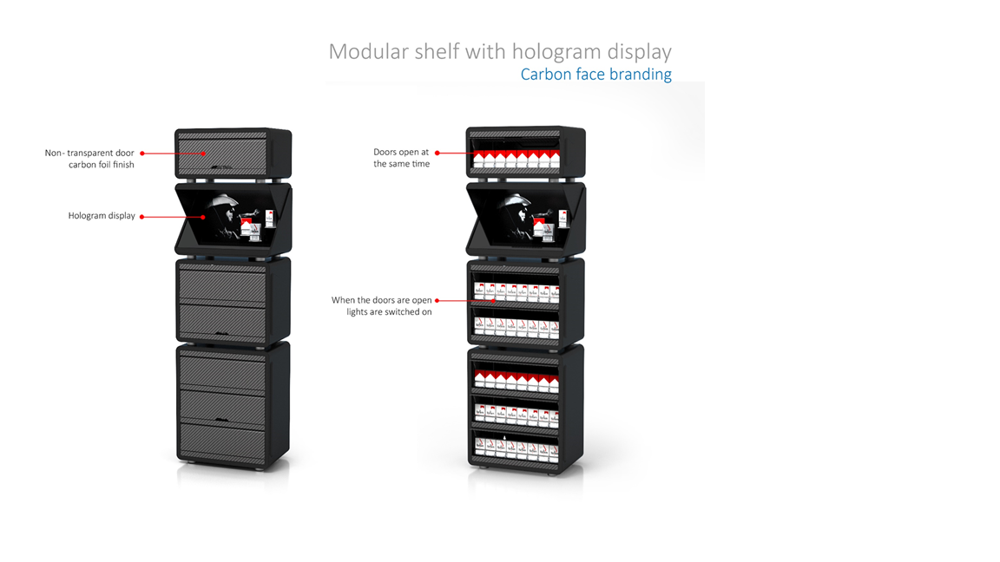 Modular shelf with hologram display
Carbon face branding
Non- transparent door
carbon foil finish
Hologram display
Doors open at
the same time
When the doors are open
lights are switched on